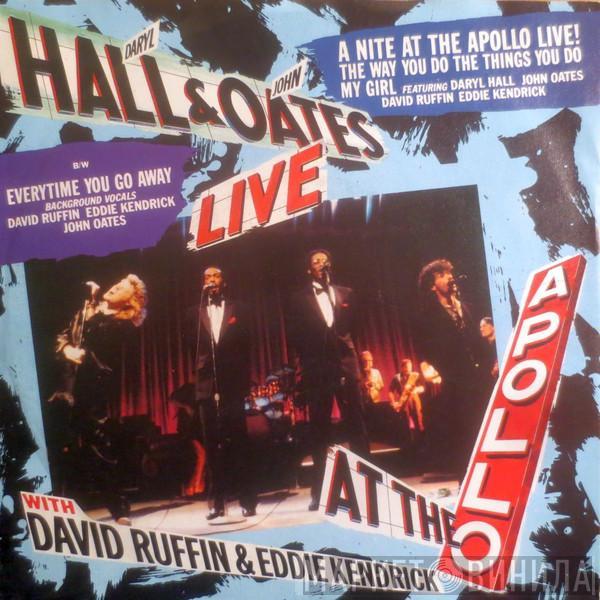 DARYL
HALL & OATES
JOHN
LIVE
A NITE AT THE APOLLO LIVE!
THE WAY YOU DO THE THINGS YOU DO
MY GIRL FEATURING DARYL HALL JOHN OATES
DAVID RUFFIN EDDIE KENDRICK
B/W
EVERYTIME YOU GO AWAY
BACKGROUND VOCALS
DAVID RUFFIN EDDIE KENDRICK
JOHN OATES
AT THE
APOLLO
WITH
DAVID RUFFIN & EDDIE KENDRICK
МАРКЕТ ВИНИЛА